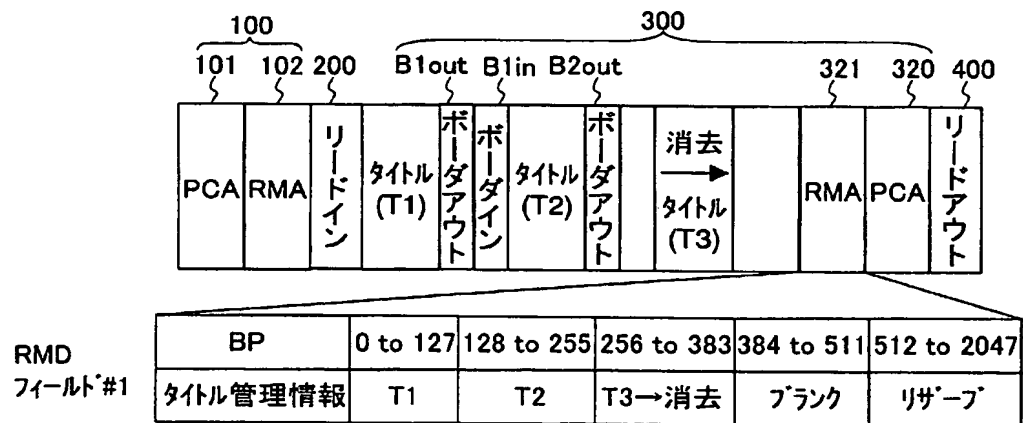 100 300
101 102 200 B1out B1in B2out 321 320 400
PCA RMA リードイン タイトル(T1) ボーダアウト ボーダイン タイトル(T2) ボーダアウト 消去 → タイトル(T3) RMA PCA リードアウト
RMD フィールド#1
BP 0 to 127 128 to 255 256 to 383 384 to 511 512 to 2047
タイトル管理情報 T1 T2 T3→消去 ブランク リザーブ